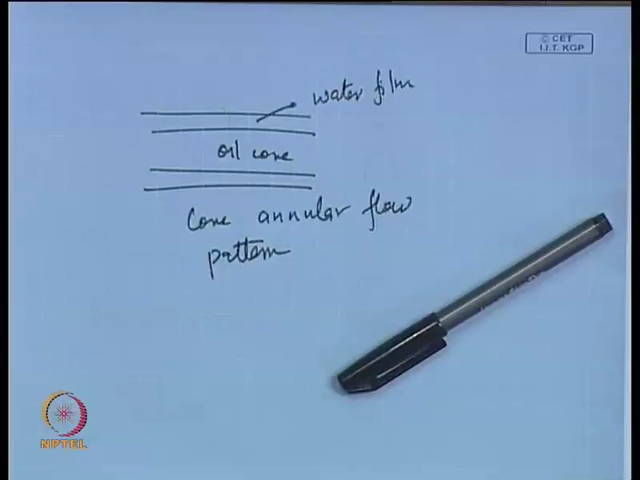 © CET
I.I.T. KGP
water film
oil core
Core annular flow
pattern
NPTEL